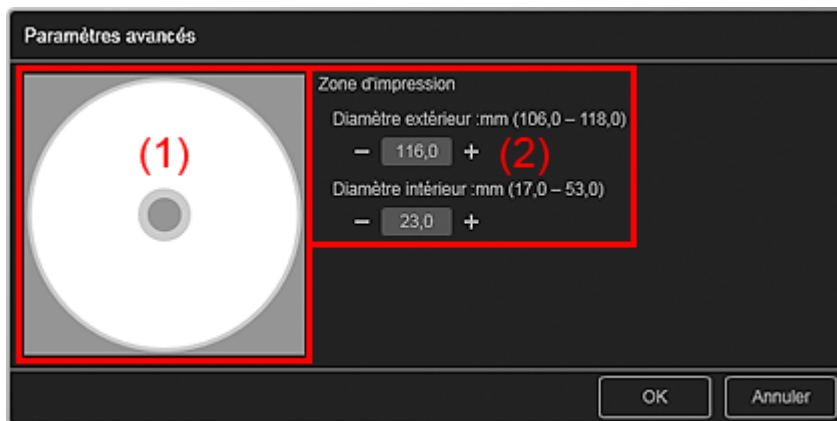 Paramètres avancés
(1)
Zone d'impression
Diamètre extérieur :mm (106,0 – 118,0)
− 116,0 + (2)
Diamètre intérieur :mm (17,0 – 53,0)
− 23,0 +
OK Annuler